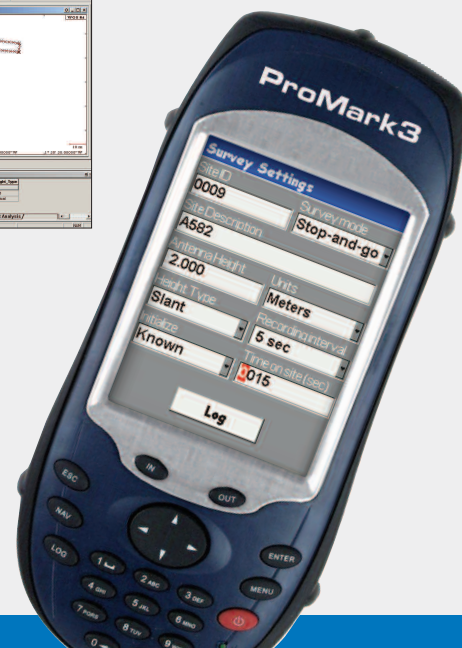 WGS 84
ProMark3
Survey Settings
Site ID
Survey mode
0009
Stop-and-go
Site Description
A582
Antenna Height
Units
2.000
Meters
Height Type
Recording interval
Slant
5 sec
Initialize
Time on site (sec)
Known
015
Log
IN
OUT
ESC
NAV
LOG
ENTER
MENU
1
2 ABC
3 DEF
4 GHI
5 JKL
6 MNO
7 PQRS
8 TUV
9
0